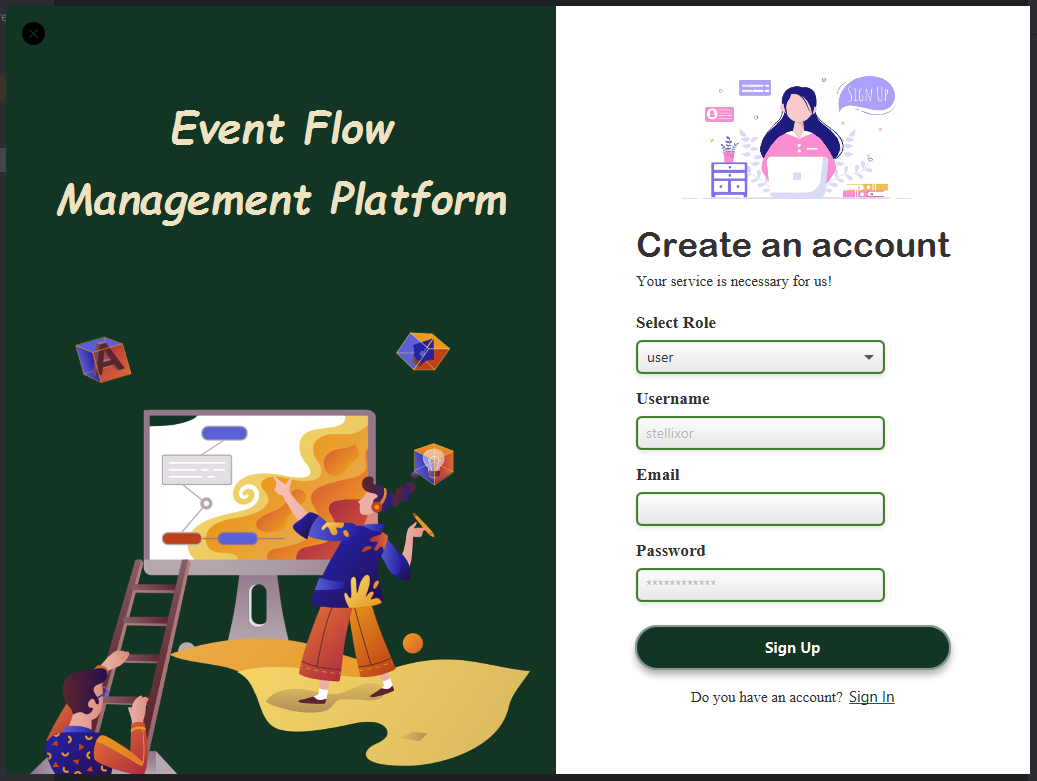 Event Flow
Management Platform
A
SIGN UP
Create an account
Your service is necessary for us!
Select Role
user
Username
stellixor
Email
Password
************
Sign Up
Do you have an account? Sign In